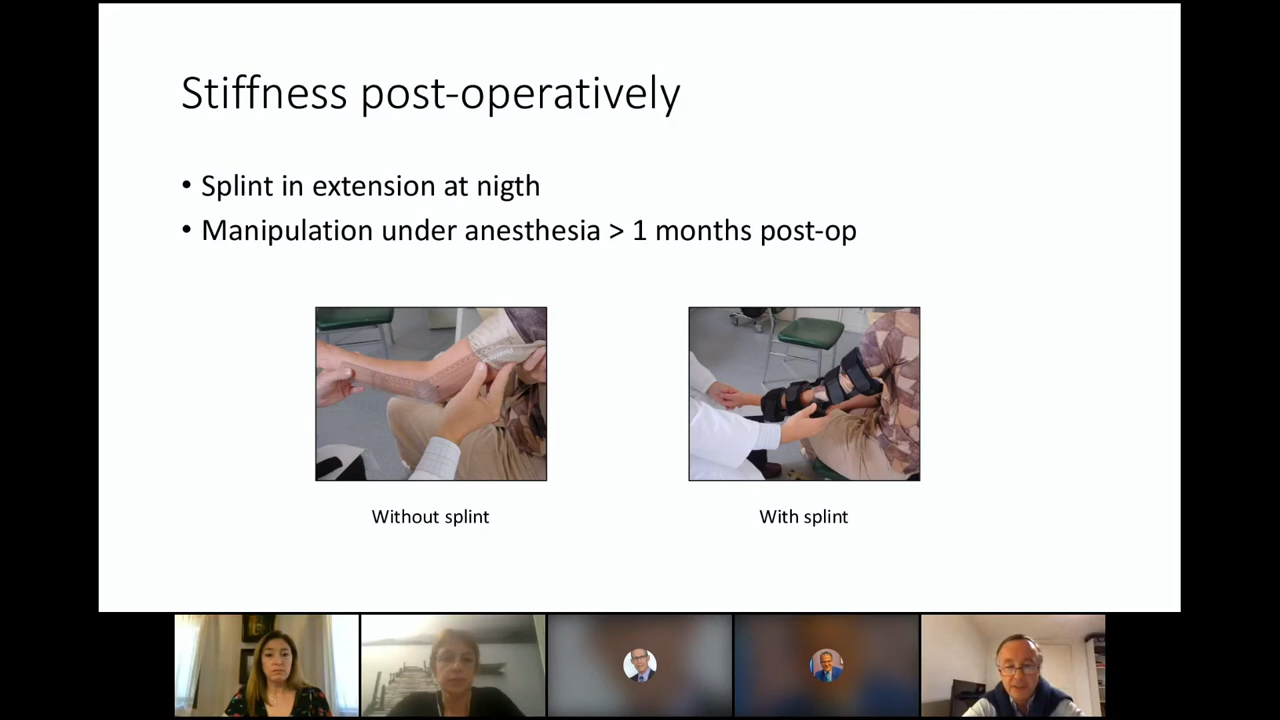 Stiffness post-operatively
• Splint in extension at nigth
• Manipulation under anesthesia > 1 months post-op
Without splint
With splint